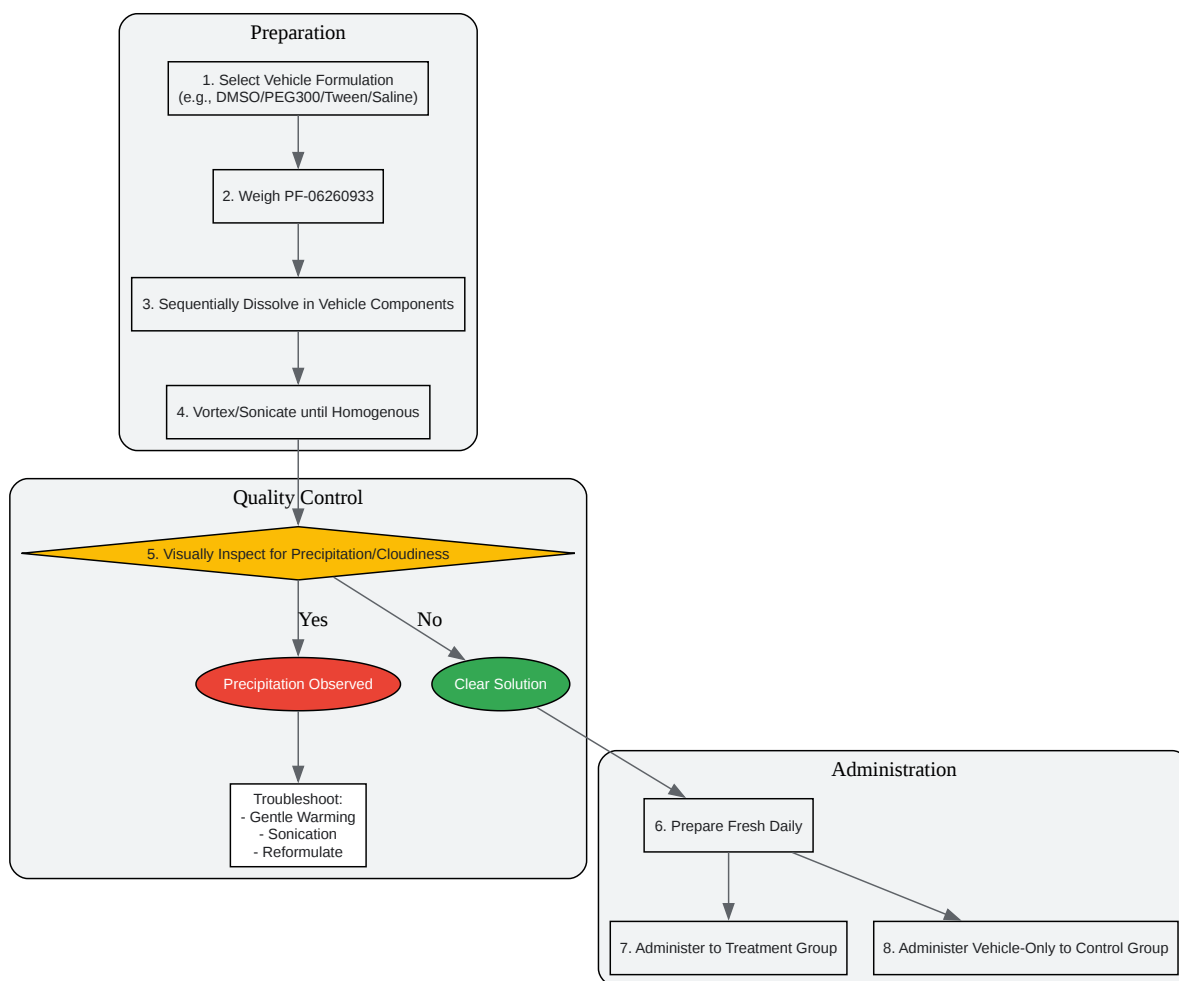 Preparation
1. Select Vehicle Formulation
(e.g., DMSO/PEG300/Tween/Saline)
2. Weigh PF-06260933
3. Sequentially Dissolve in Vehicle Components
4. Vortex/Sonicate until Homogenous
Quality Control
5. Visually Inspect for Precipitation/Cloudiness
Yes
No
Precipitation Observed
Clear Solution
Troubleshoot:
- Gentle Warming
- Sonication
- Reformulate
Administration
6. Prepare Fresh Daily
7. Administer to Treatment Group
8. Administer Vehicle-Only to Control Group